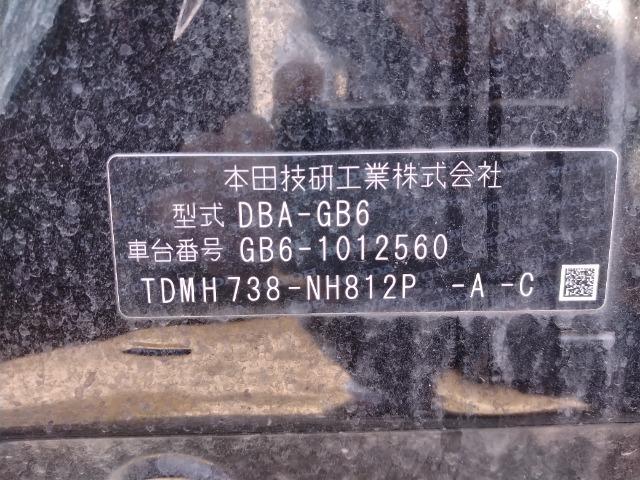 本田技研工業株式会社
型式 DBA-GB6
車台番号 GB6-1012560
TDMH738-NH812P -A -C